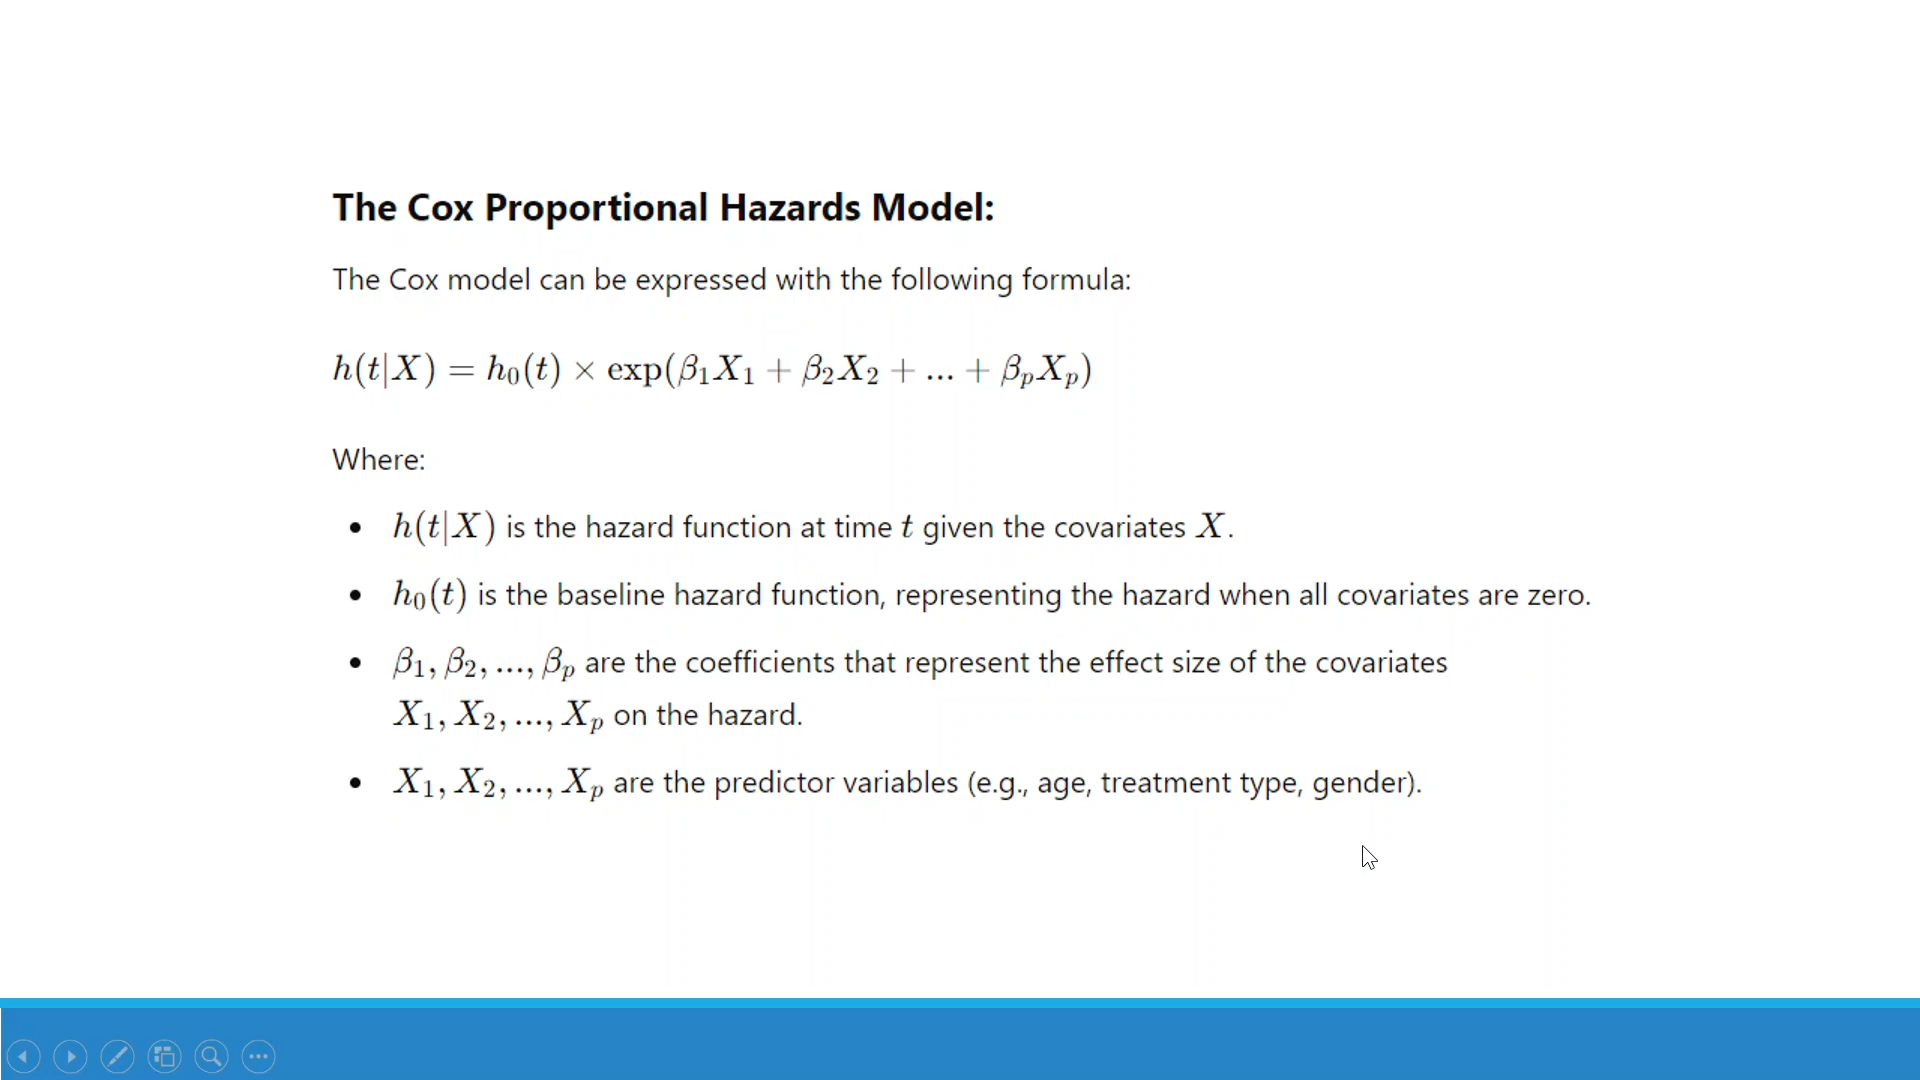 The Cox Proportional Hazards Model:
The Cox model can be expressed with the following formula:
h(t|X) = h₀(t) × exp(β₁X₁ + β₂X₂ + ... + βₚXₚ)
Where:
• h(t|X) is the hazard function at time t given the covariates X.
• h₀(t) is the baseline hazard function, representing the hazard when all covariates are zero.
• β₁, β₂, ..., βₚ are the coefficients that represent the effect size of the covariates
X₁, X₂, ..., Xₚ on the hazard.
• X₁, X₂, ..., Xₚ are the predictor variables (e.g., age, treatment type, gender).